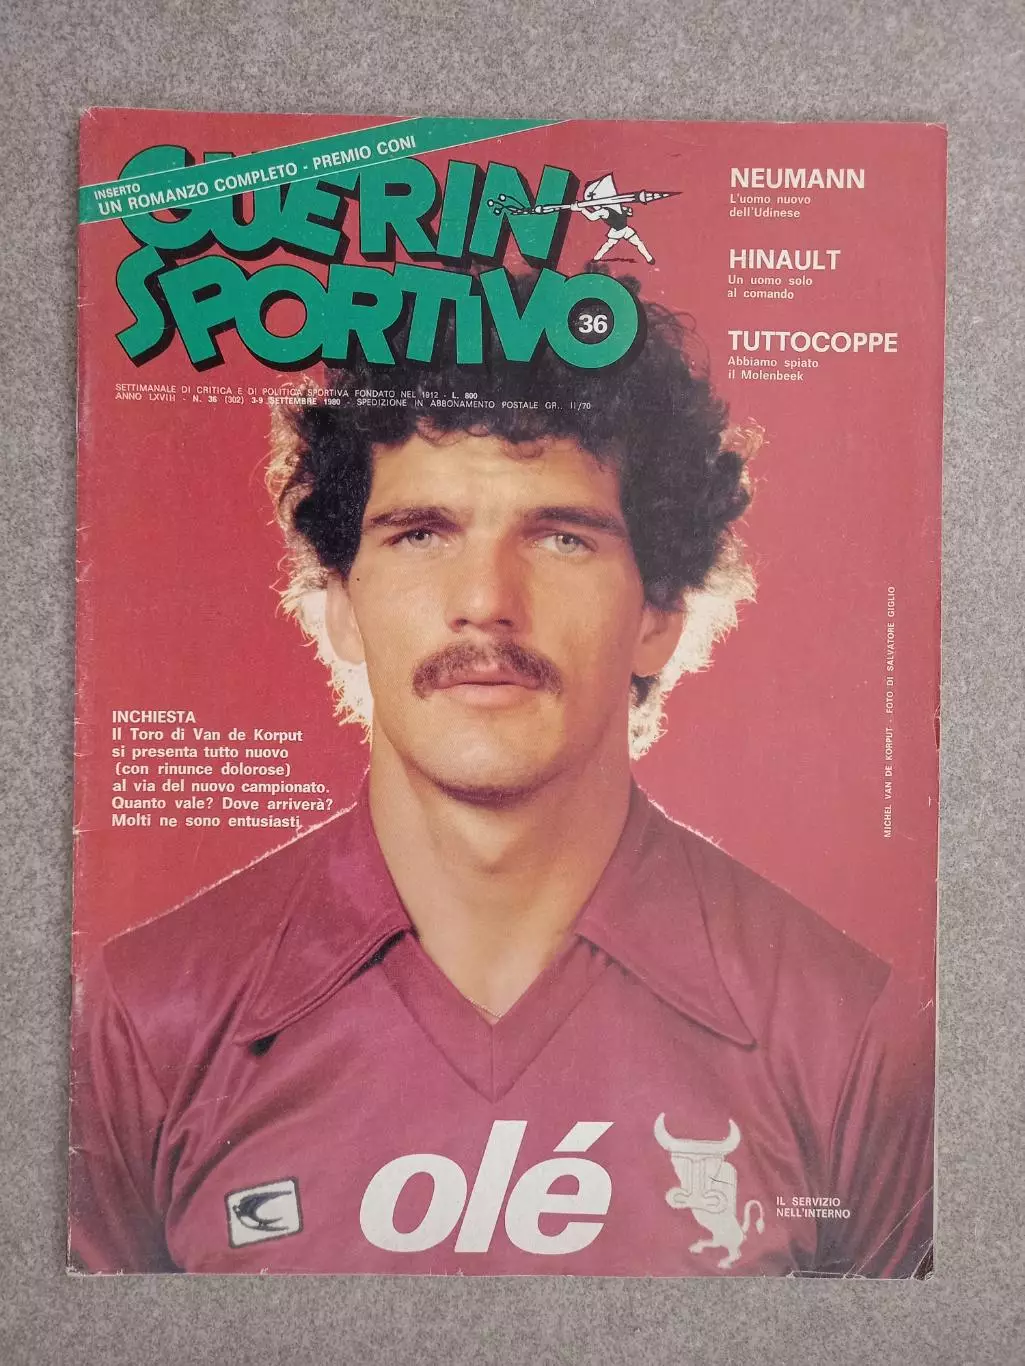 INSERTO
UN ROMANZO COMPLETO - PREMIO CONI
GUERIN
SPORTIVO
36
SETTIMANALE DI CRITICA E DI POLITICA SPORTIVA FONDATO NEL 1912 - L. 800
ANNO LXVIII - N. 36 (302) 3-9 SETTEMBRE 1980 - SPEDIZIONE IN ABBONAMENTO POSTALE GR.. II/70
NEUMANN
L'uomo nuovo
dell'Udinese
HINAULT
Un uomo solo
al comando
TUTTOCOPPE
Abbiamo spiato
il Molenbeek
INCHIESTA
Il Toro di Van de Korput
si presenta tutto nuovo
(con rinunce dolorose)
al via del nuovo campionato.
Quanto vale? Dove arriverà?
Molti ne sono entusiasti
MICHEL VAN DE KORPUT - FOTO DI SALVATORE GIGLIO
olé
IL SERVIZIO
NELL'INTERNO